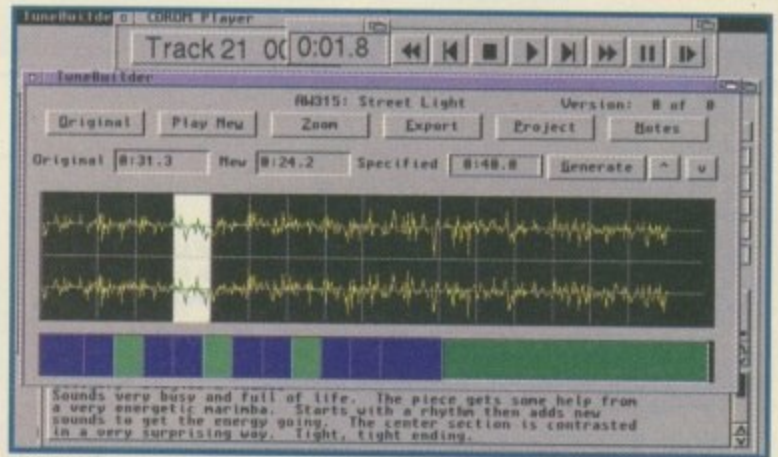 CDROM Player
Track 21 0:01.8
TuneBuilder
AW315: Street Light Version: 0 of 0
Original Play New Zoom Export Project Notes
Original 0:31.3 New 0:24.2 Specified 0:40.0 Generate ^ v
Sounds very busy and full of life. The piece gets some help from
a very energetic marimba. Starts with a rhythm then adds new
sounds to get the energy going. The center section is contrasted
in a very surprising way. Tight, tight ending.